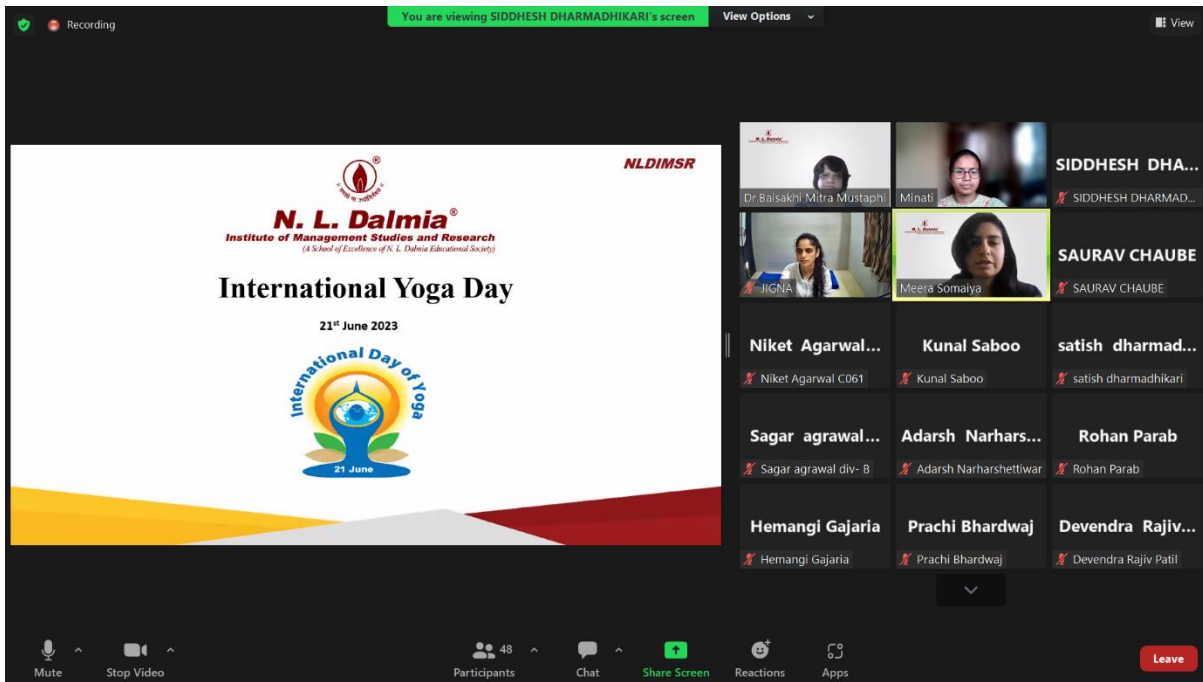 Recording
You are viewing SIDDHESH DHARMADHIKARI's screen
View Options
View
NLDIMSR
N. L. Dalmia®
Institute of Management Studies and Research
(A School of Excellence of N. L. Dalmia Educational Society)
International Yoga Day
21st June 2023
International Day of Yoga
21 June
Dr.Baisakhi Mitra Mustaphi
Minati
SIDDHESH DHA...
SIDDHESH DHARMAD...
JIGNA
Meera Somaiya
SAURAV CHAUBE
SAURAV CHAUBE
Niket Agarwal...
Kunal Saboo
satish dharmad...
Niket Agarwal C061
Kunal Saboo
satish dharmadhikari
Sagar agrawal...
Adarsh Narhars...
Rohan Parab
Sagar agrawal div- B
Adarsh Narharshettiwar
Rohan Parab
Hemangi Gajaria
Prachi Bhardwaj
Devendra Rajiv...
Hemangi Gajaria
Prachi Bhardwaj
Devendra Rajiv Patil
Mute
Stop Video
48
Participants
Chat
Share Screen
Reactions
Apps
Leave